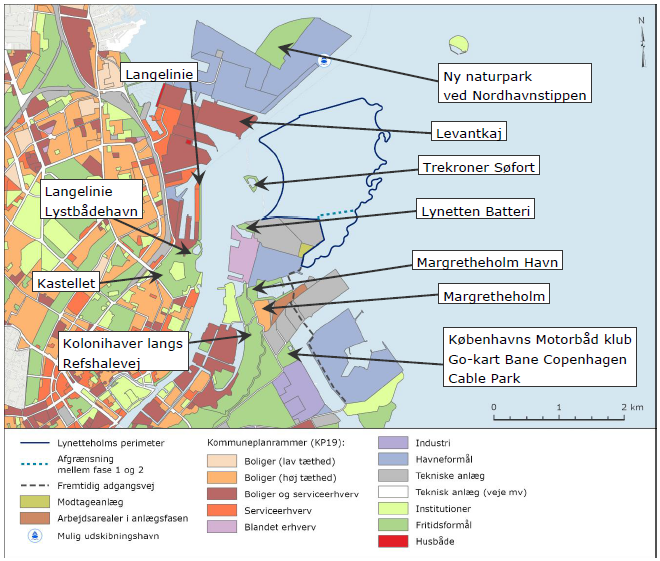 N
Langelinie
Ny naturpark
ved Nordhavnstippen
Levantkaj
Trekroner Søfort
Langelinie
Lystbådehavn
Lynetten Batteri
Kastellet
Margretheholm Havn
Margretheholm
Kolonihaver langs
Refshalevej
Københavns Motorbåd klub
Go-kart Bane Copenhagen
Cable Park
0 1 2 km
Lynetteholms perimeter
Afgrænsning
mellem fase 1 og 2
Fremtidig adgangsvej
Modtageanlæg
Arbejdsarealer i anlægsfasen
Mulig udskibningshavn
Kommuneplanrammer (KP19):
Boliger (lav tæthed)
Boliger (høj tæthed)
Boliger og serviceerhverv
Serviceerhverv
Blandet erhverv
Industri
Havneformål
Tekniske anlæg
Teknisk anlæg (veje mv)
Institutioner
Fritidsformål
Husbåde